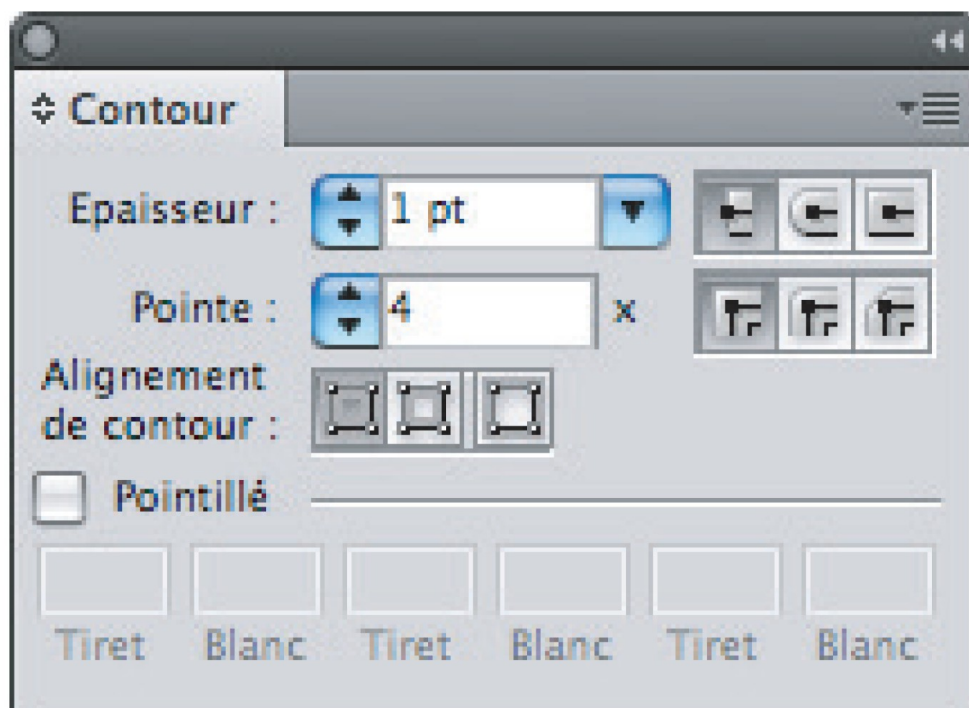 Contour
Epaisseur : 1 pt
Pointe : 4 x
Alignement
de contour :
Pointillé
Tiret Blanc Tiret Blanc Tiret Blanc